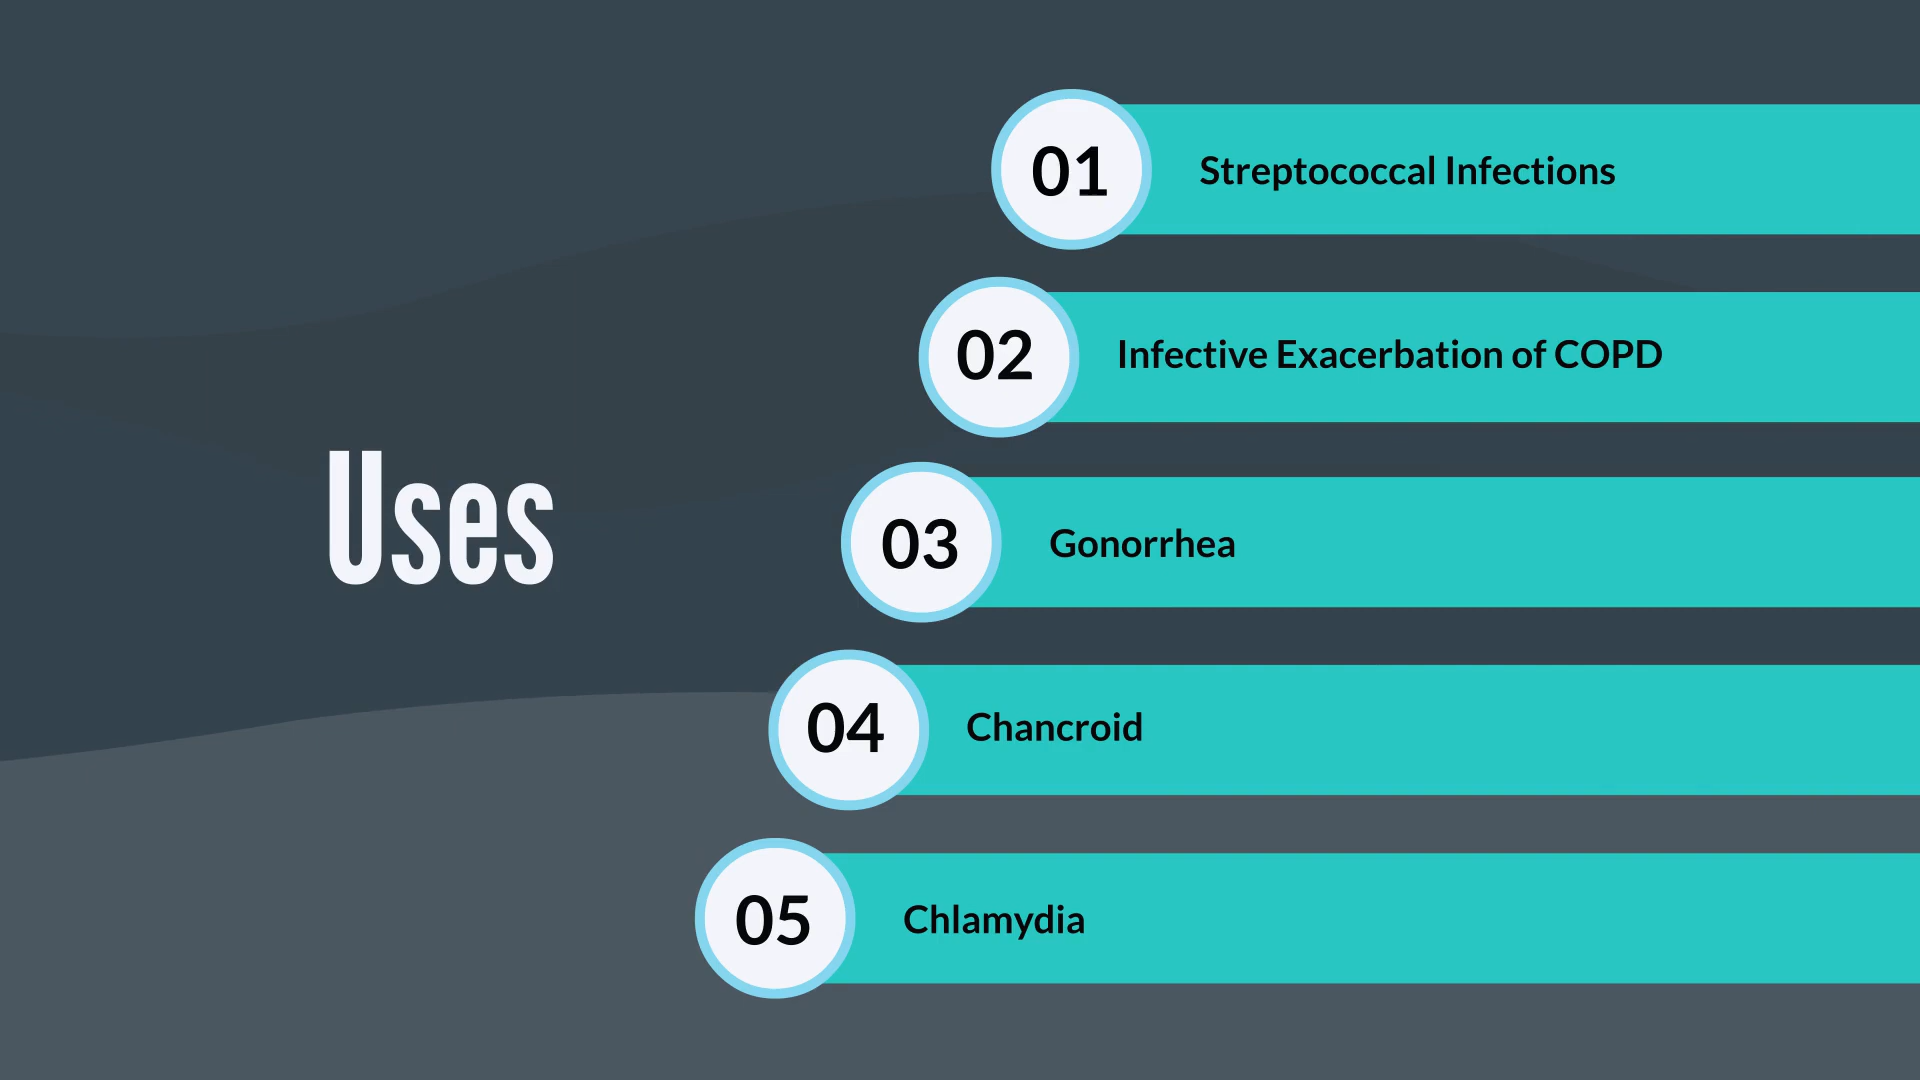 Uses
01 Streptococcal Infections
02 Infective Exacerbation of COPD
03 Gonorrhea
04 Chancroid
05 Chlamydia